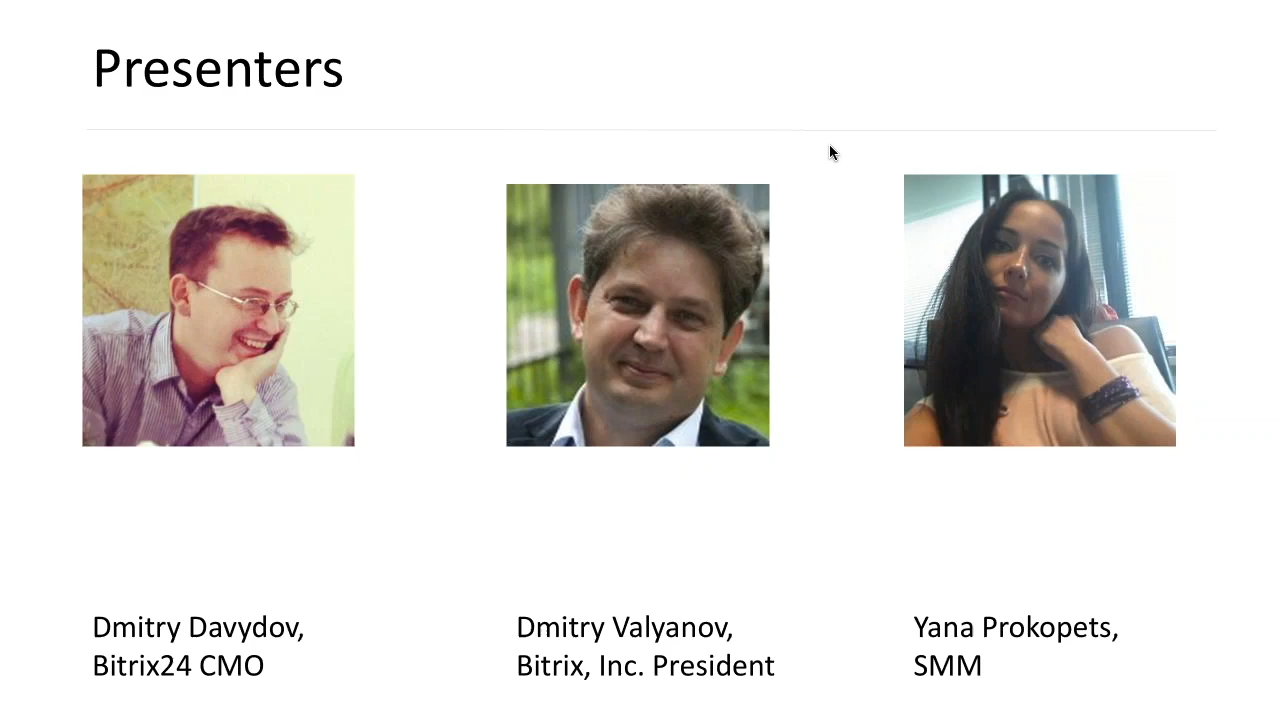 Presenters
Dmitry Davydov,
Bitrix24 CMO
Dmitry Valyanov,
Bitrix, Inc. President
Yana Prokopets,
SMM